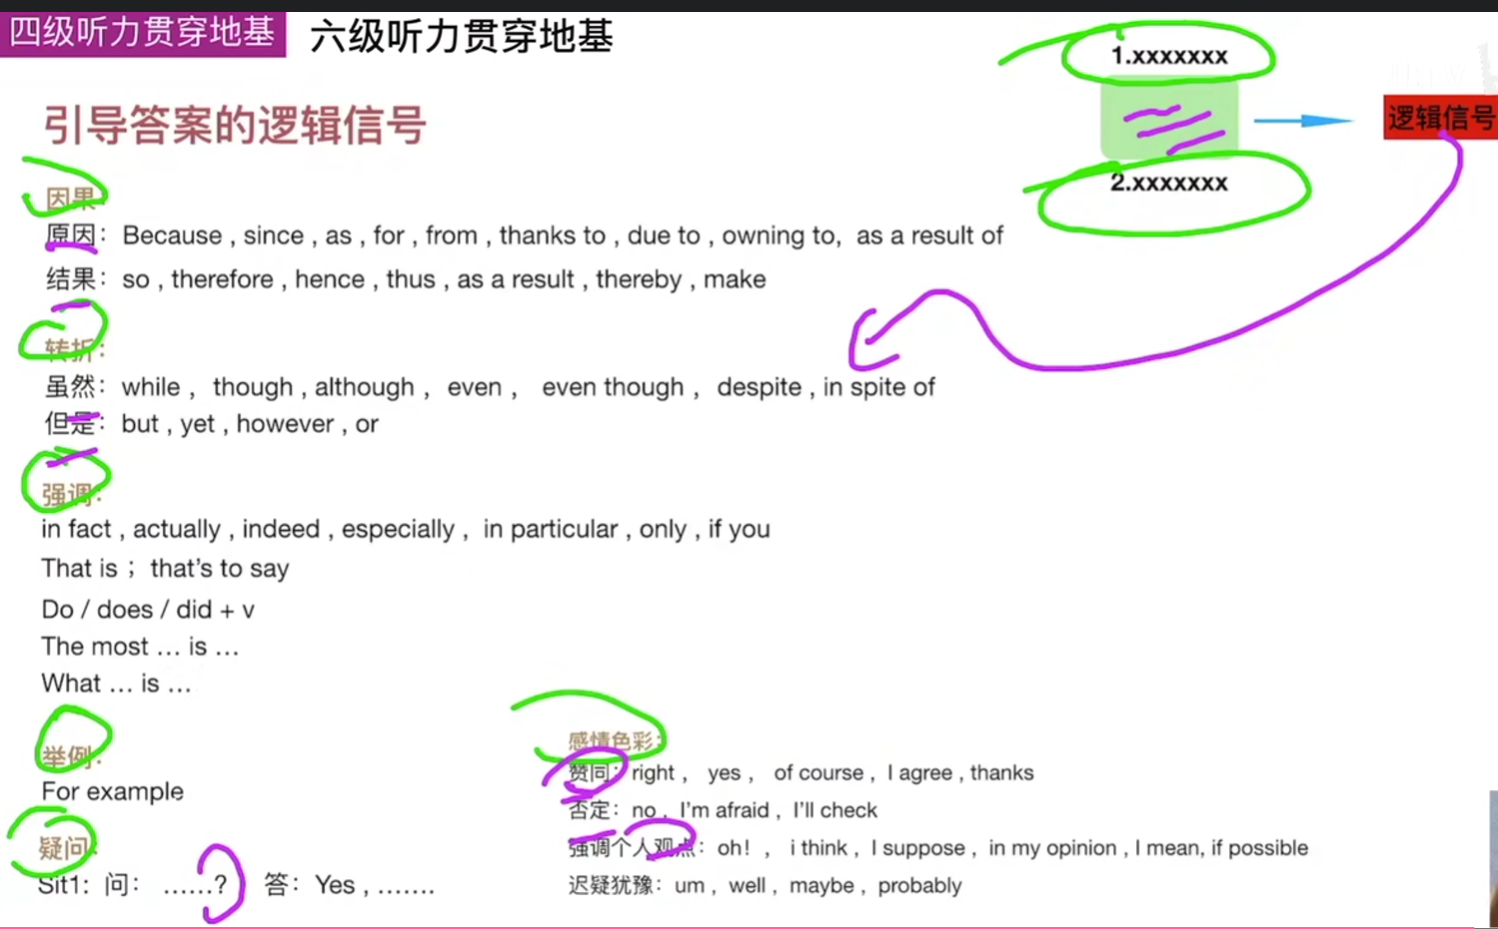 四级听力贯穿地基 六级听力贯穿地基
1.xxxxxxx
引导答案的逻辑信号
逻辑信号
2.xxxxxxx
因果:
原因：Because , since , as , for , from , thanks to , due to , owning to, as a result of
结果：so , therefore , hence , thus , as a result , thereby , make
转折：
虽然：while , though , although , even , even though , despite , in spite of
但是：but , yet , however , or
强调：
in fact , actually , indeed , especially , in particular , only , if you
That is ；that's to say
Do / does / did + v
The most … is …
What … is …
举例：
For example
疑问：
Sit1: 问： ……? 答：Yes , …….
感情色彩：
赞同：right , yes , of course , I agree , thanks
否定：no , I'm afraid , I'll check
强调个人观点：oh! , i think , I suppose , in my opinion , I mean, if possible
迟疑犹豫：um , well , maybe , probably